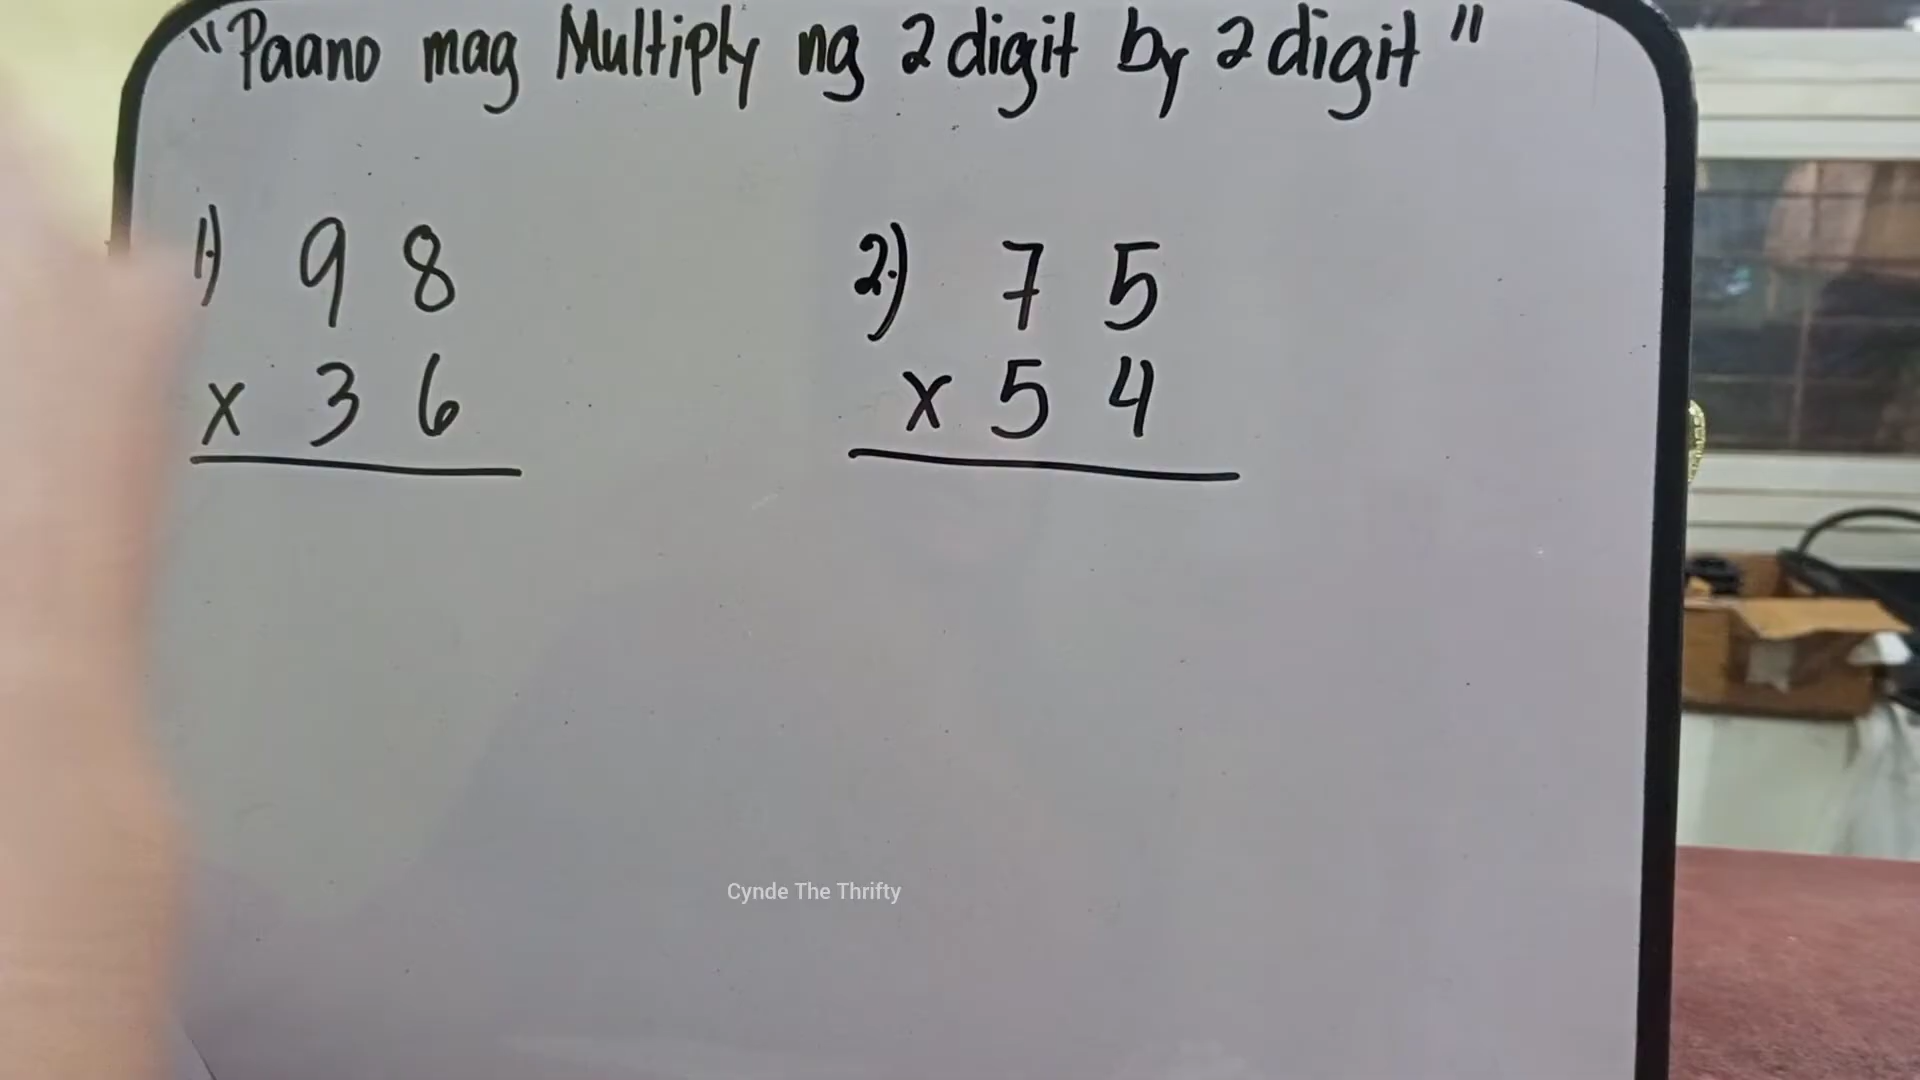 "Paano mag Multiply ng 2 digit by 2 digit"
1.) 98
x 36
2.) 75
x 54
Cynde The Thrifty